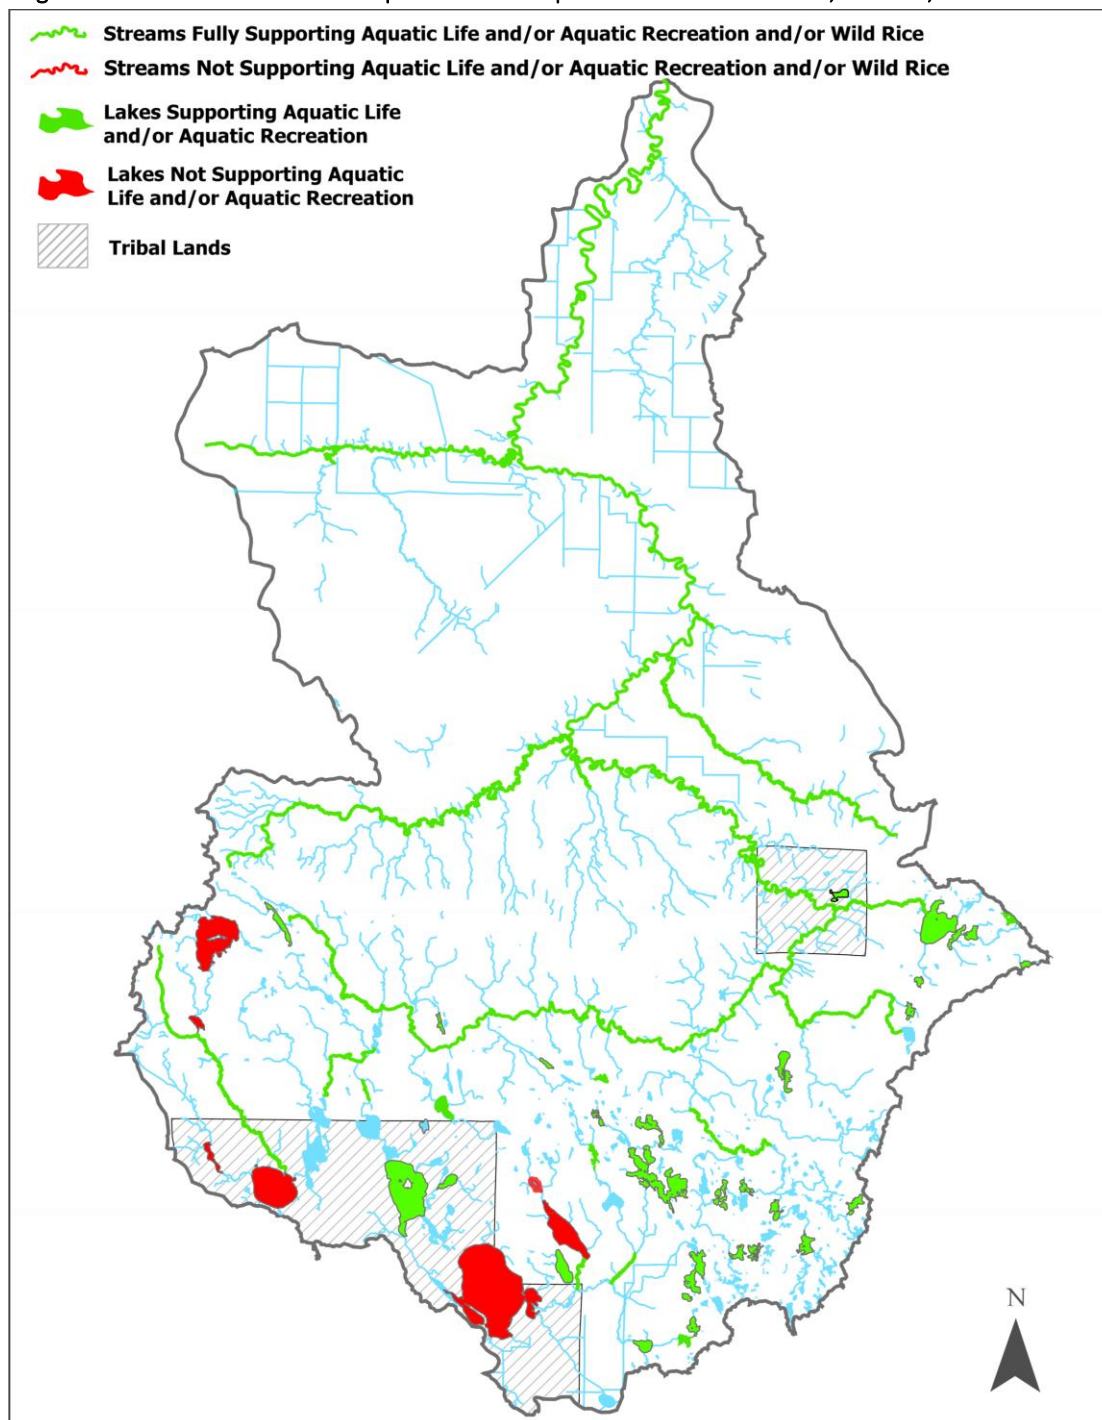 Streams Fully Supporting Aquatic Life and/or Aquatic Recreation and/or Wild Rice
Streams Not Supporting Aquatic Life and/or Aquatic Recreation and/or Wild Rice
Lakes Supporting Aquatic Life
and/or Aquatic Recreation
Lakes Not Supporting Aquatic
Life and/or Aquatic Recreation
Tribal Lands
N